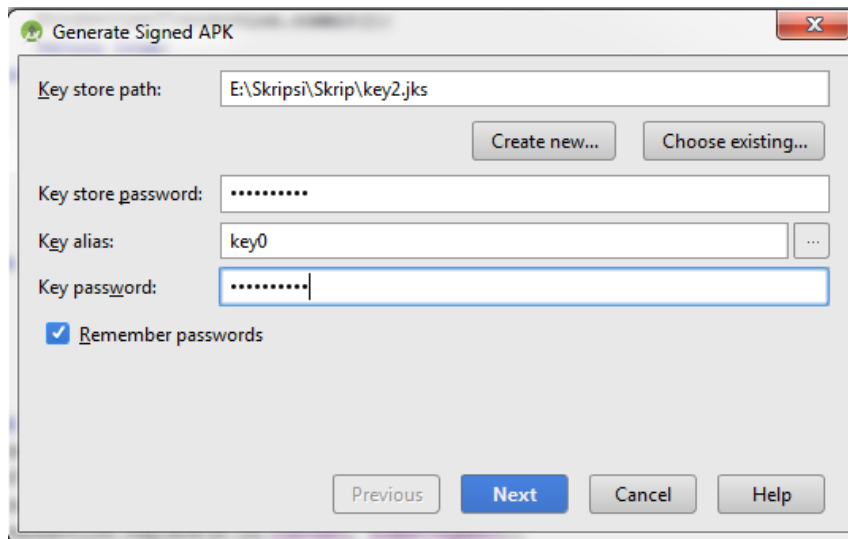 Generate Signed APK
Key store path: E:\Skripsi\Skrip\key2.jks
Create new... Choose existing...
Key store password: ••••••••••
Key alias: key0 ...
Key password: ••••••••••
Remember passwords
Previous Next Cancel Help